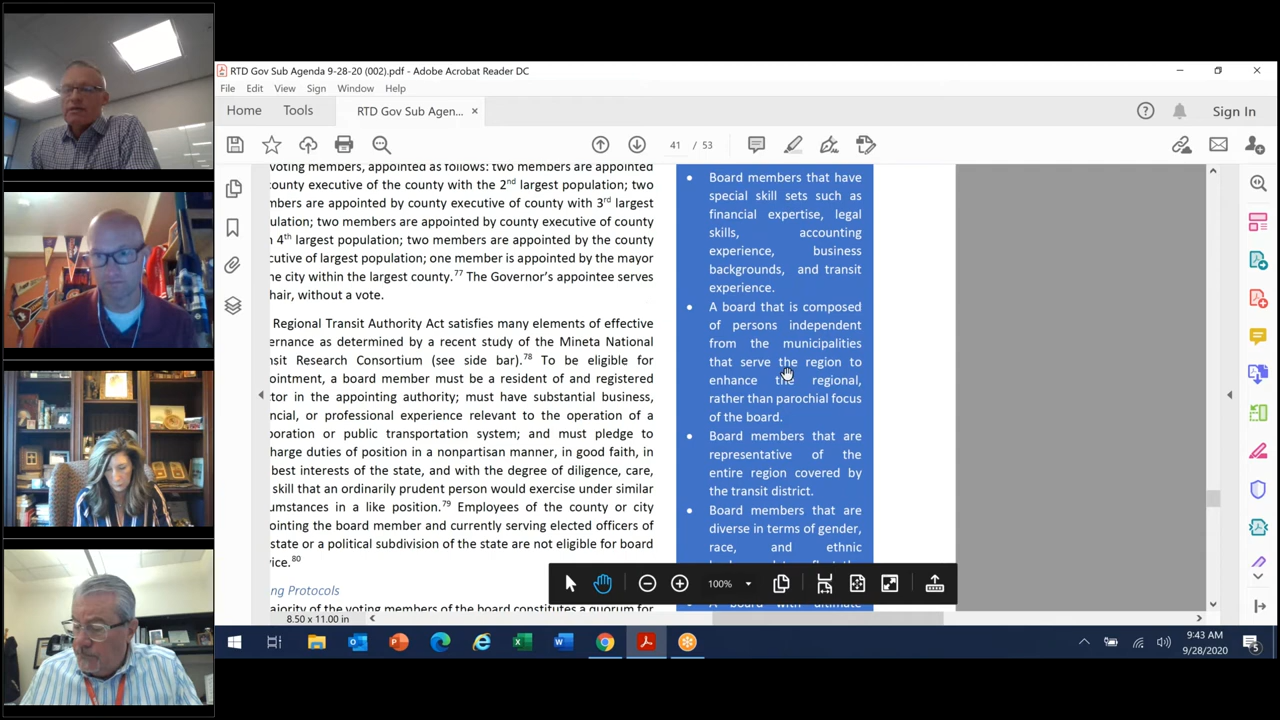 RTD Gov Sub Agenda 9-28-20 (002).pdf - Adobe Acrobat Reader DC
File Edit View Sign Window Help
Home Tools RTD Gov Sub Agen... × Sign In
41 / 53
voting members, appointed as follows: two members are appointed
county executive of the county with the 2nd largest population; two
mbers are appointed by county executive of county with 3rd largest
ulation; two members are appointed by county executive of county
4th largest population; two members are appointed by the county
cutive of largest population; one member is appointed by the mayor
he city within the largest county.77 The Governor's appointee serves
hair, without a vote.
Regional Transit Authority Act satisfies many elements of effective
ernance as determined by a recent study of the Mineta National
nsit Research Consortium (see side bar).78 To be eligible for
ointment, a board member must be a resident of and registered
tor in the appointing authority; must have substantial business,
ncial, or professional experience relevant to the operation of a
poration or public transportation system; and must pledge to
harge duties of position in a nonpartisan manner, in good faith, in
best interests of the state, and with the degree of diligence, care,
skill that an ordinarily prudent person would exercise under similar
umstances in a like position.79 Employees of the county or city
ointing the board member and currently serving elected officers of
state or a political subdivision of the state are not eligible for board
vice.80
ng Protocols
ajority of the voting members of the board constitutes a quorum for
• Board members that have
special skill sets such as
financial expertise, legal
skills, accounting
experience, business
backgrounds, and transit
experience.
• A board that is composed
of persons independent
from the municipalities
that serve the region to
enhance the regional,
rather than parochial focus
of the board.
• Board members that are
representative of the
entire region covered by
the transit district.
• Board members that are
diverse in terms of gender,
race, and ethnic
A board with ultimate
100%
8.50 x 11.00 in
9:43 AM
9/28/2020
5